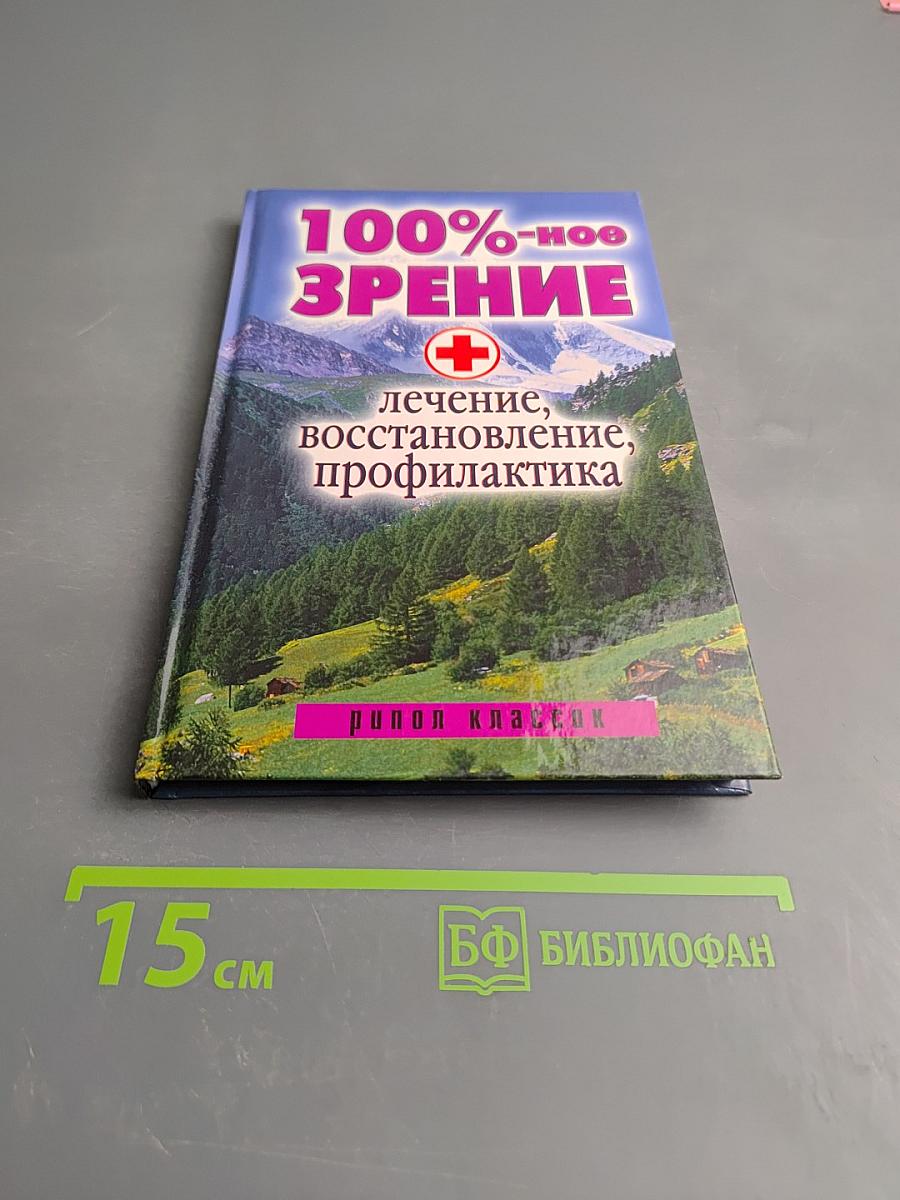 100%-ное
ЗРЕНИЕ
лечение,
восстановление,
профилактика
РИПОЛ КЛАССИК
15 см
БФ БИБЛИОФАН